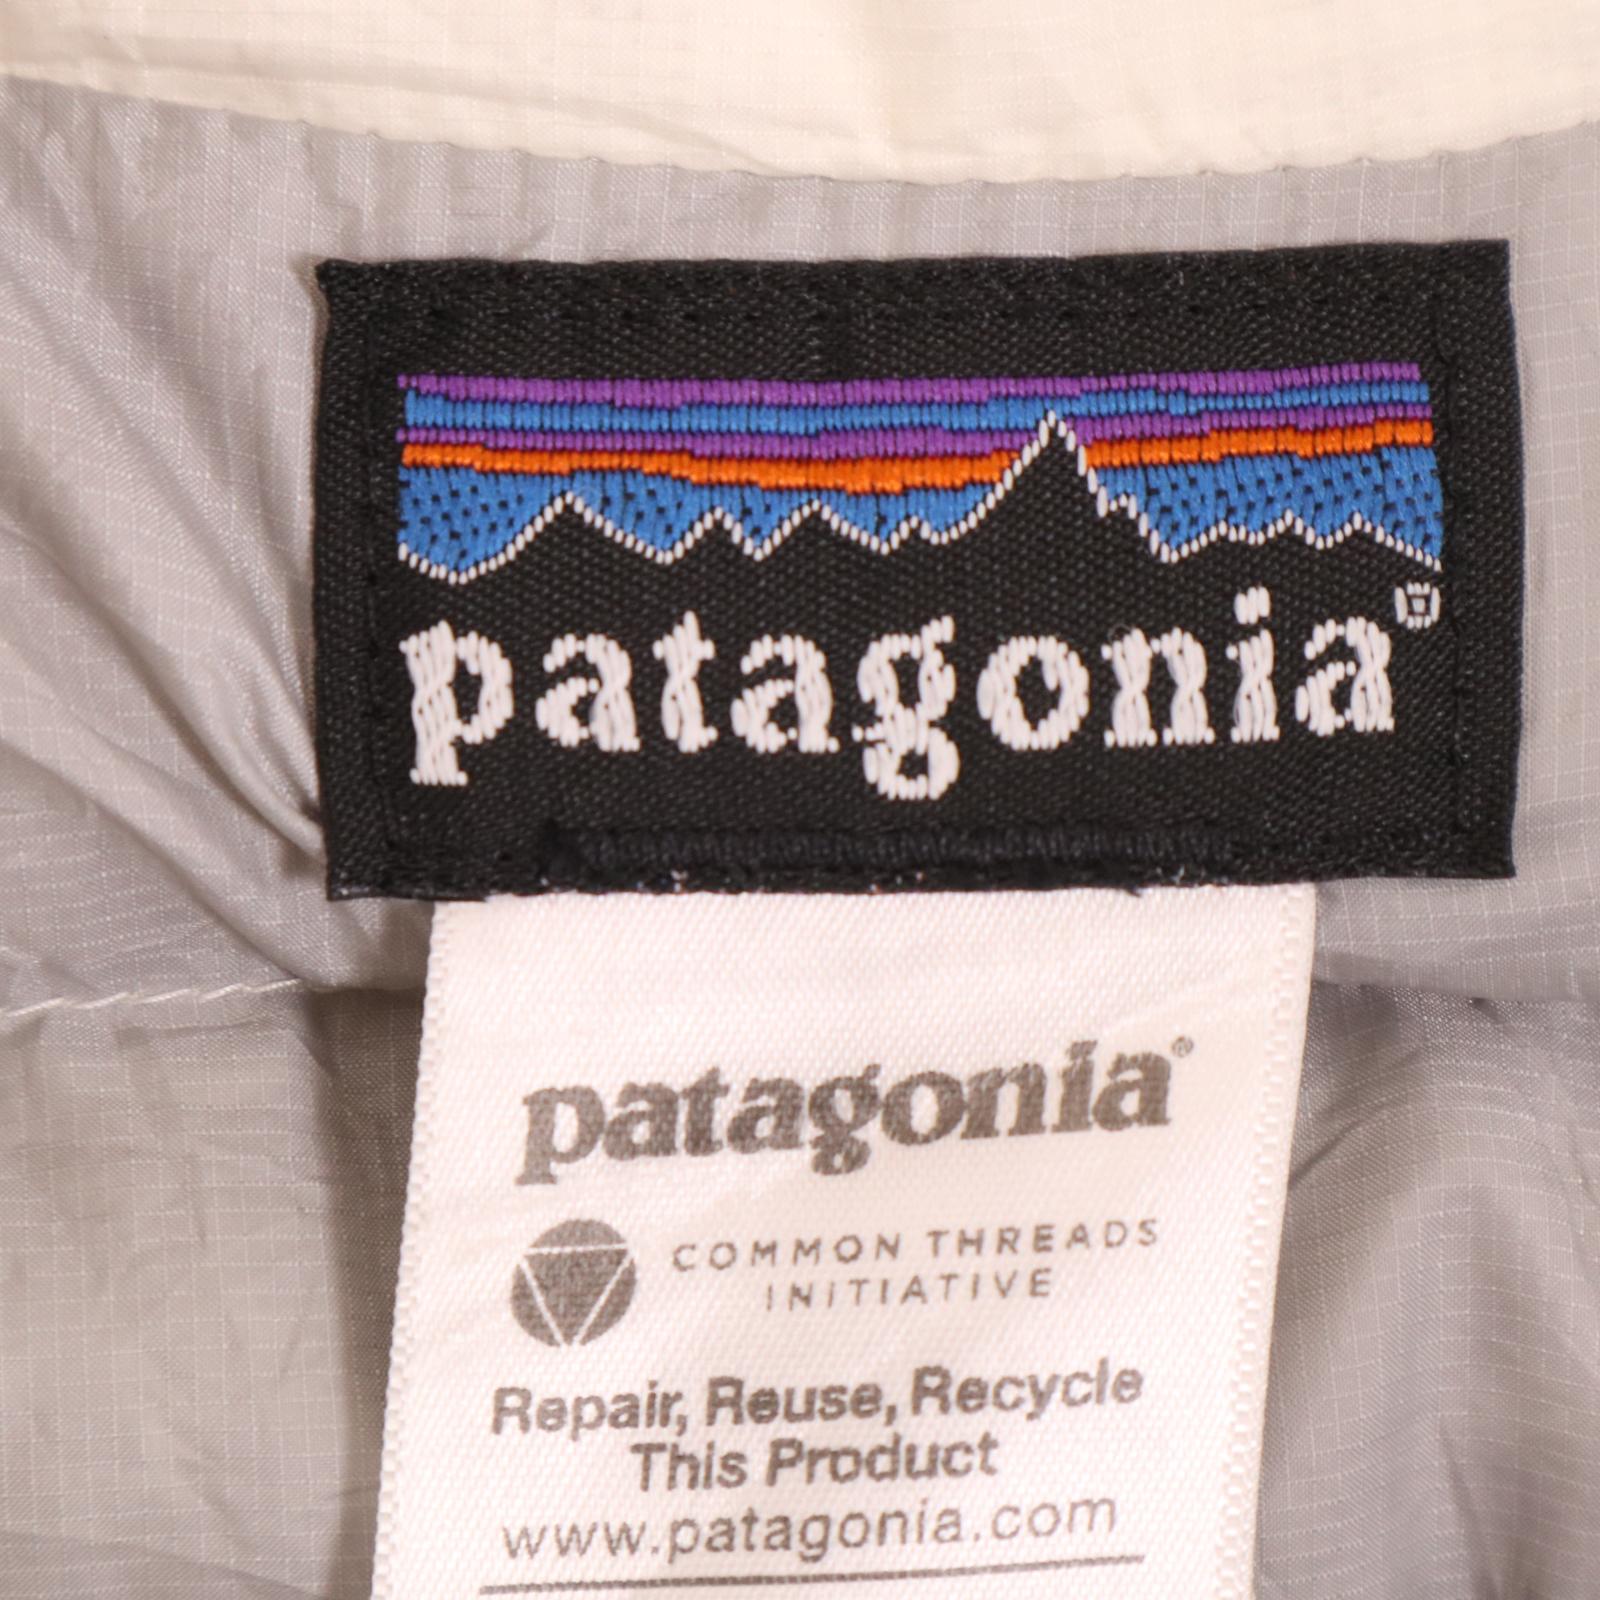 patagonia®
patagonia®
COMMON THREADS
INITIATIVE
Repair, Reuse, Recycle
This Product
www.patagonia.com